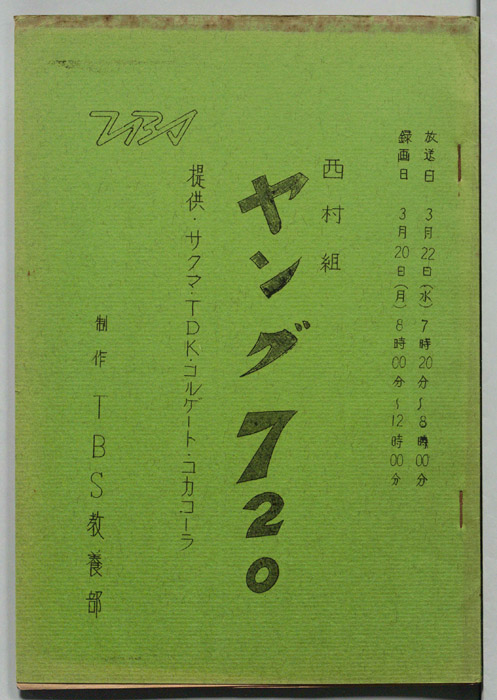 放送日 3月22日(水) 7時20分~8時00分
録画日 3月20日(月) 8時00分~12時00分
西村組
ヤング720
提供・サクマ・TDK・コルゲート・コカコーラ
TBS
制作 TBS教養部